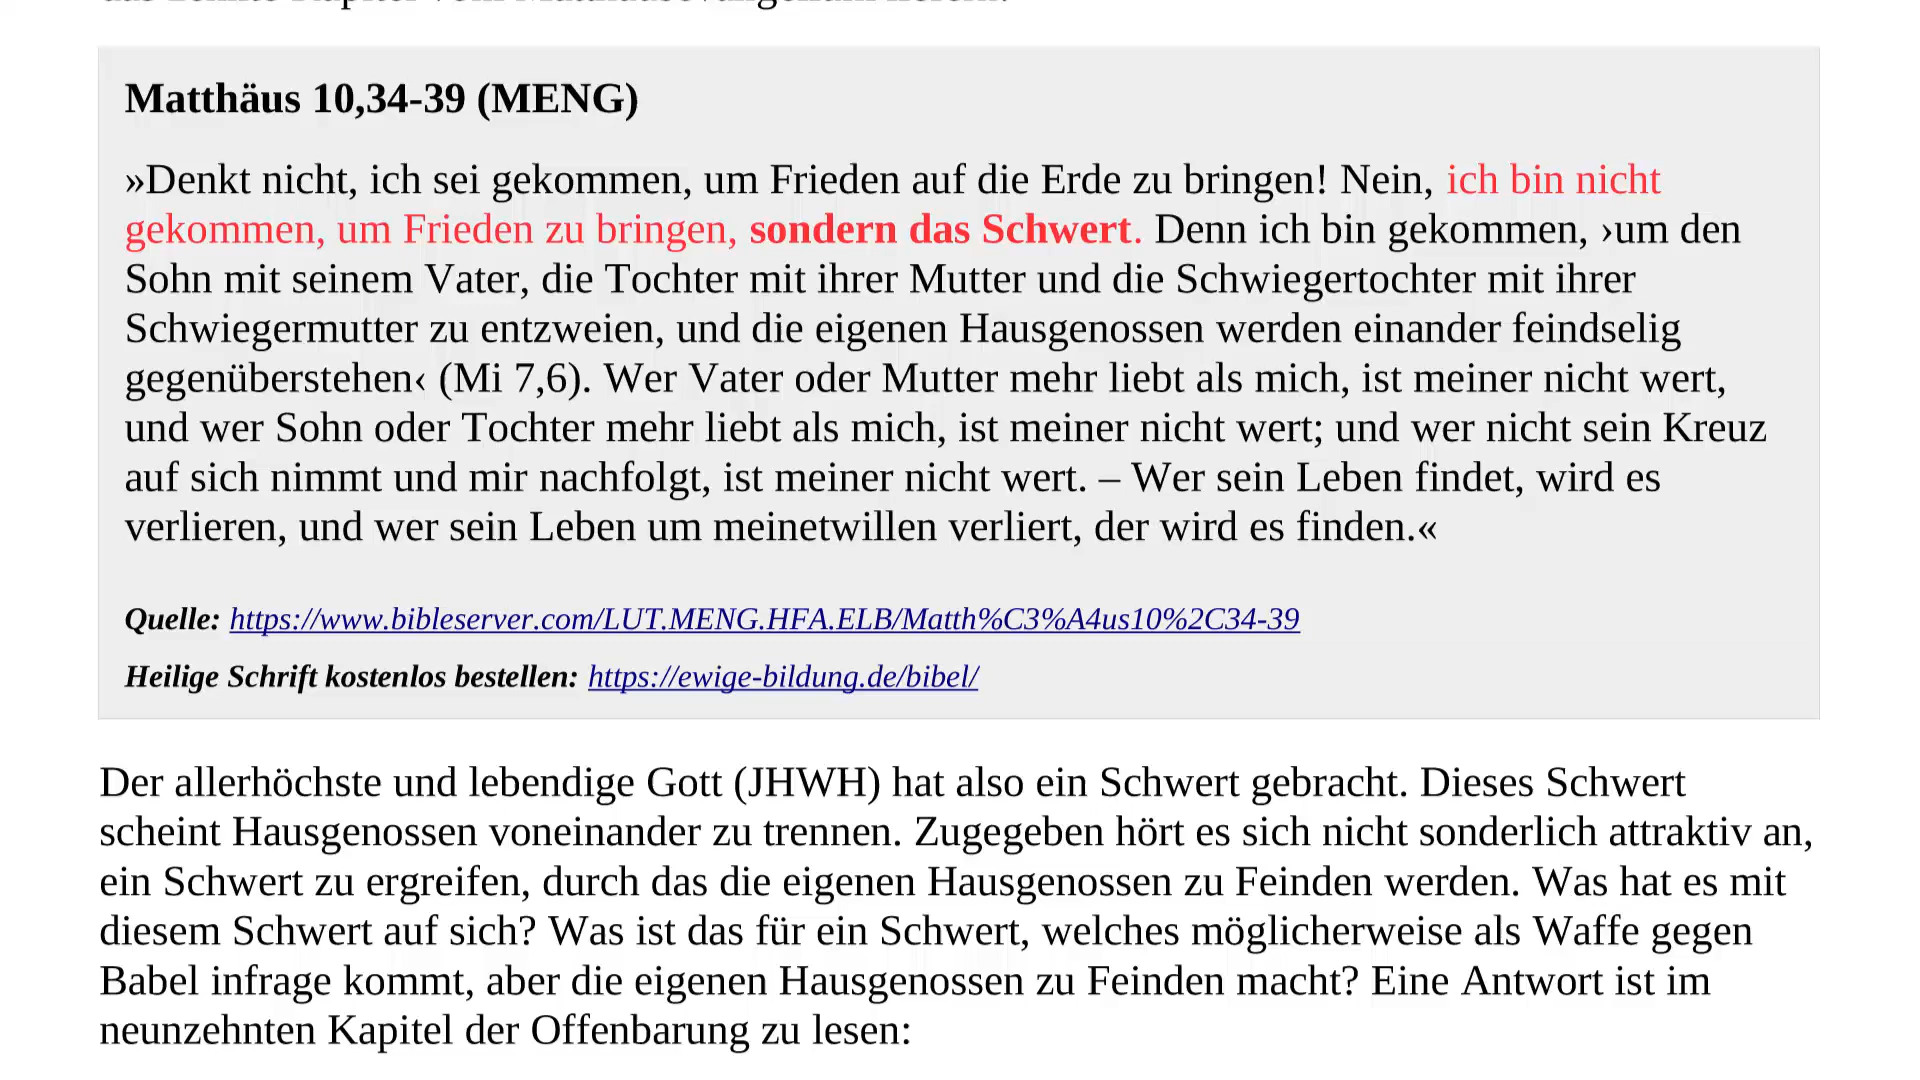 Matthäus 10,34-39 (MENG)
»Denkt nicht, ich sei gekommen, um Frieden auf die Erde zu bringen! Nein, ich bin nicht
gekommen, um Frieden zu bringen, sondern das Schwert. Denn ich bin gekommen, ›um den
Sohn mit seinem Vater, die Tochter mit ihrer Mutter und die Schwiegertochter mit ihrer
Schwiegermutter zu entzweien, und die eigenen Hausgenossen werden einander feindselig
gegenüberstehen‹ (Mi 7,6). Wer Vater oder Mutter mehr liebt als mich, ist meiner nicht wert,
und wer Sohn oder Tochter mehr liebt als mich, ist meiner nicht wert; und wer nicht sein Kreuz
auf sich nimmt und mir nachfolgt, ist meiner nicht wert. – Wer sein Leben findet, wird es
verlieren, und wer sein Leben um meinetwillen verliert, der wird es finden.«
Quelle: https://www.bibleserver.com/LUT.MENG.HFA.ELB/Matth%C3%A4us10%2C34-39
Heilige Schrift kostenlos bestellen: https://ewige-bildung.de/bibel/
Der allerhöchste und lebendige Gott (JHWH) hat also ein Schwert gebracht. Dieses Schwert
scheint Hausgenossen voneinander zu trennen. Zugegeben hört es sich nicht sonderlich attraktiv an,
ein Schwert zu ergreifen, durch das die eigenen Hausgenossen zu Feinden werden. Was hat es mit
diesem Schwert auf sich? Was ist das für ein Schwert, welches möglicherweise als Waffe gegen
Babel infrage kommt, aber die eigenen Hausgenossen zu Feinden macht? Eine Antwort ist im
neunzehnten Kapitel der Offenbarung zu lesen: